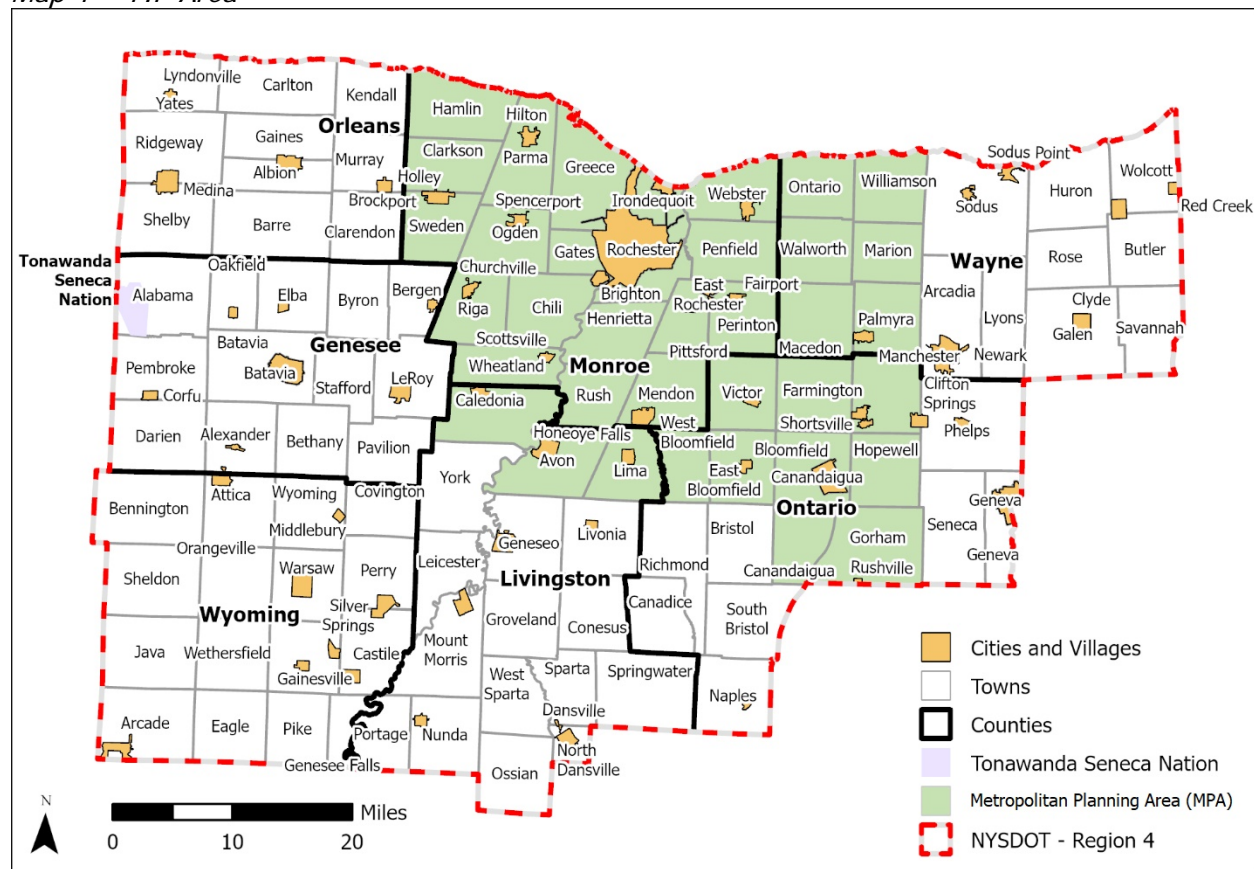 Lyndonville
Carlton
Kendall
Yates
Hamlin
Hilton
Ridgeway
Gaines
Orleans
Clarkson
Parma
Greece
Albion
Murray
Holley
Medina
Brockport
Spencerport
Irondequoit
Webster
Ontario
Williamson
Sodus Point
Sodus
Huron
Wolcott
Red Creek
Shelby
Barre
Clarendon
Sweden
Ogden
Gates
Rochester
Penfield
Walworth
Marion
Wayne
Rose
Butler
Tonawanda
Seneca
Nation
Oakfield
Alabama
Elba
Byron
Bergen
Churchville
Riga
Chili
Brighton
Henrietta
East
Rochester
Fairport
Perinton
Arcadia
Lyons
Clyde
Galen
Savannah
Batavia
Genesee
Scottsville
Wheatland
Monroe
Pittsford
Macedon
Palmyra
Manchester
Newark
Pembroke
Batavia
Stafford
LeRoy
Corfu
Caledonia
Rush
Mendon
Victor
Farmington
Clifton
Springs
Shortsville
Phelps
Darien
Alexander
Bethany
Pavilion
Honeoye Falls
West
Bloomfield
Bloomfield
Hopewell
Avon
Lima
East
Bloomfield
Canandaigua
York
Attica
Wyoming
Covington
Bennington
Middlebury
Ontario
Geneva
Seneca
Orangeville
Geneseo
Livonia
Bristol
Gorham
Geneva
Sheldon
Warsaw
Perry
Leicester
Livingston
Richmond
Canandaigua
Rushville
Wyoming
Silver
Springs
Groveland
Conesus
Canadice
South
Bristol
Java
Wethersfield
Castile
Mount
Morris
Gainesville
West
Sparta
Sparta
Springwater
Naples
Arcade
Eagle
Pike
Portage
Nunda
Dansville
North
Dansville
Genesee Falls
Ossian
Cities and Villages
Towns
Counties
Tonawanda Seneca Nation
Metropolitan Planning Area (MPA)
NYSDOT - Region 4
N
Miles
0 10 20